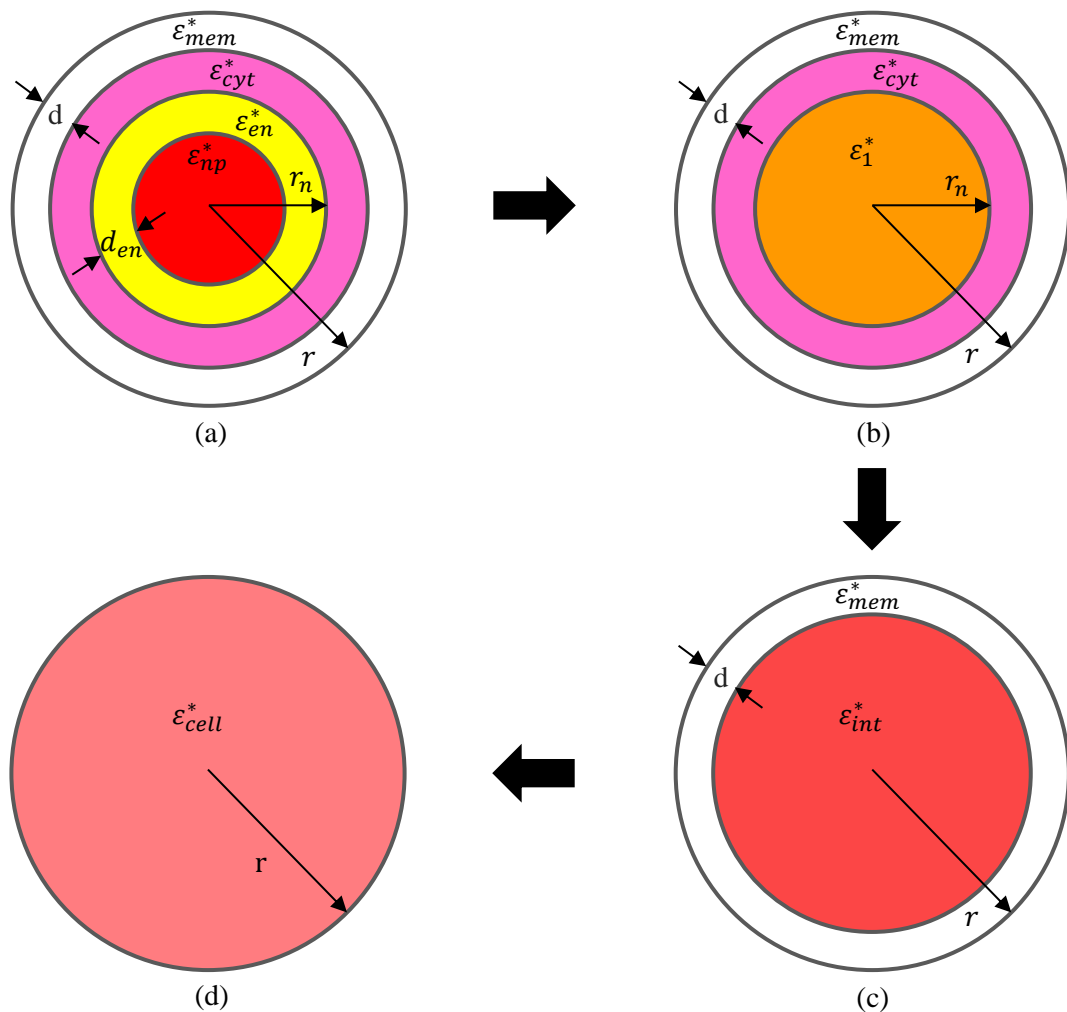 ε*mem
ε*cyt
d
ε*en
ε*np
rn
den
r
(a)
ε*mem
ε*cyt
d
ε*1
rn
r
(b)
ε*cell
r
(d)
ε*mem
d
ε*int
r
(c)